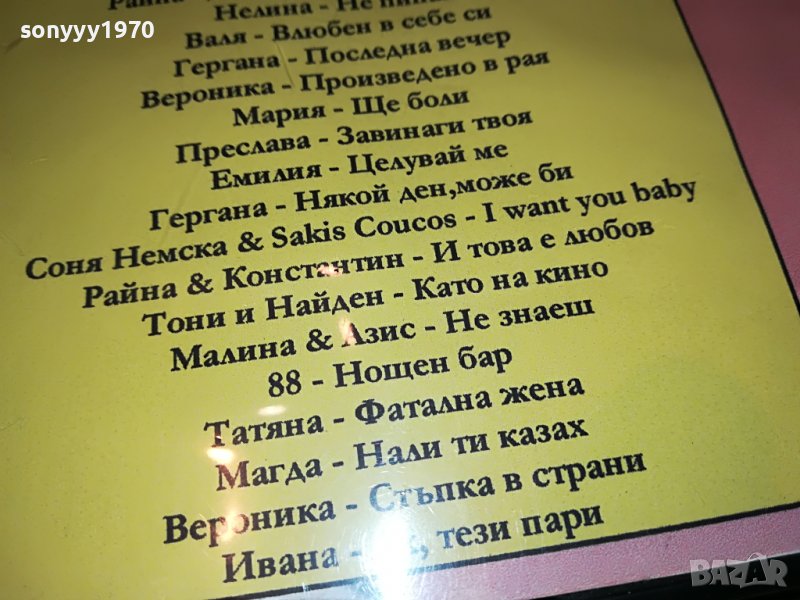 sonyyy1970
Нелина - Не
Валя - Влюбен в себе си
Гергана - Последна вечер
Вероника - Произведено в рая
Мария - Ще боли
Преслава - Завинаги твоя
Емилия - Целувай ме
Гергана - Някой ден,може би
Соня Немска & Sakis Coucos - I want you baby
Райна & Константин - И това е любов
Тони и Найден - Като на кино
Малина & Азис - Не знаеш
88 - Нощен бар
Татяна - Фатална жена
Магда - Нали ти казах
Вероника - Стъпка в страни
Ивана - тези пари
BAZAR